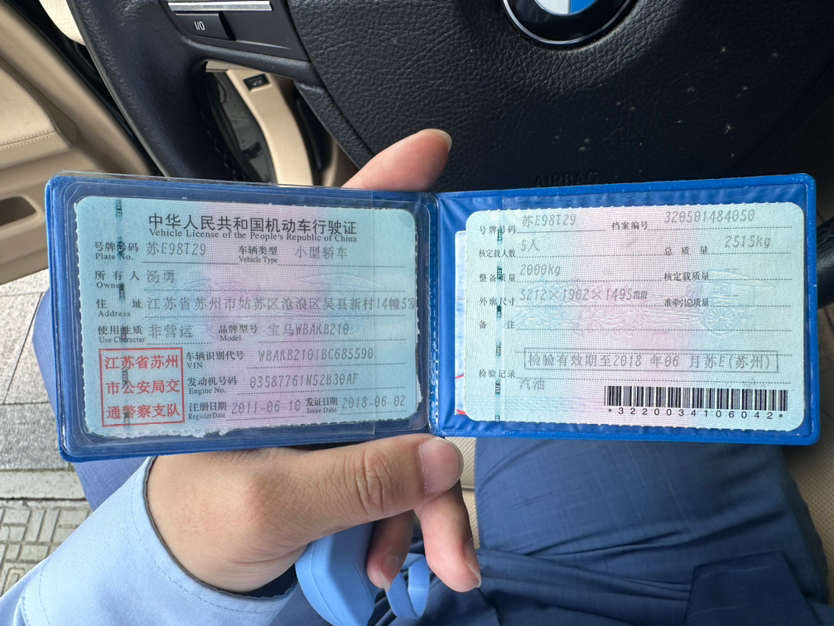 I/O
AIRBAG
中华人民共和国机动车行驶证
Vehicle License of the People's Republic of China
号牌号码 苏E98T29 车辆类型 小型轿车
Plate No. Vehicle Type
所有人 汤勇
Owner
住址 江苏省苏州市姑苏区沧浪区吴县新村14幢5室
Address
使用性质 非营运 品牌型号 宝马WBAKB210
Use Character Model
江苏省苏州
市公安局交
通警察支队
车辆识别代号 WBAKB2101BC685590
VIN
发动机号码 03587761N52B30AF
Engine No.
注册日期 2011-06-10 发证日期 2018-06-02
Register Date Issue Date
号牌号码 苏E98T29 档案编号 320501484050
核定载人数 5人 总质量 2515kg
整备质量 2000kg 核定载质量
外廓尺寸 5212×1902×1495 准牵引总质量
备注
检验有效期至2018年06月苏E(苏州)
检验记录
汽油
*3220034106042*